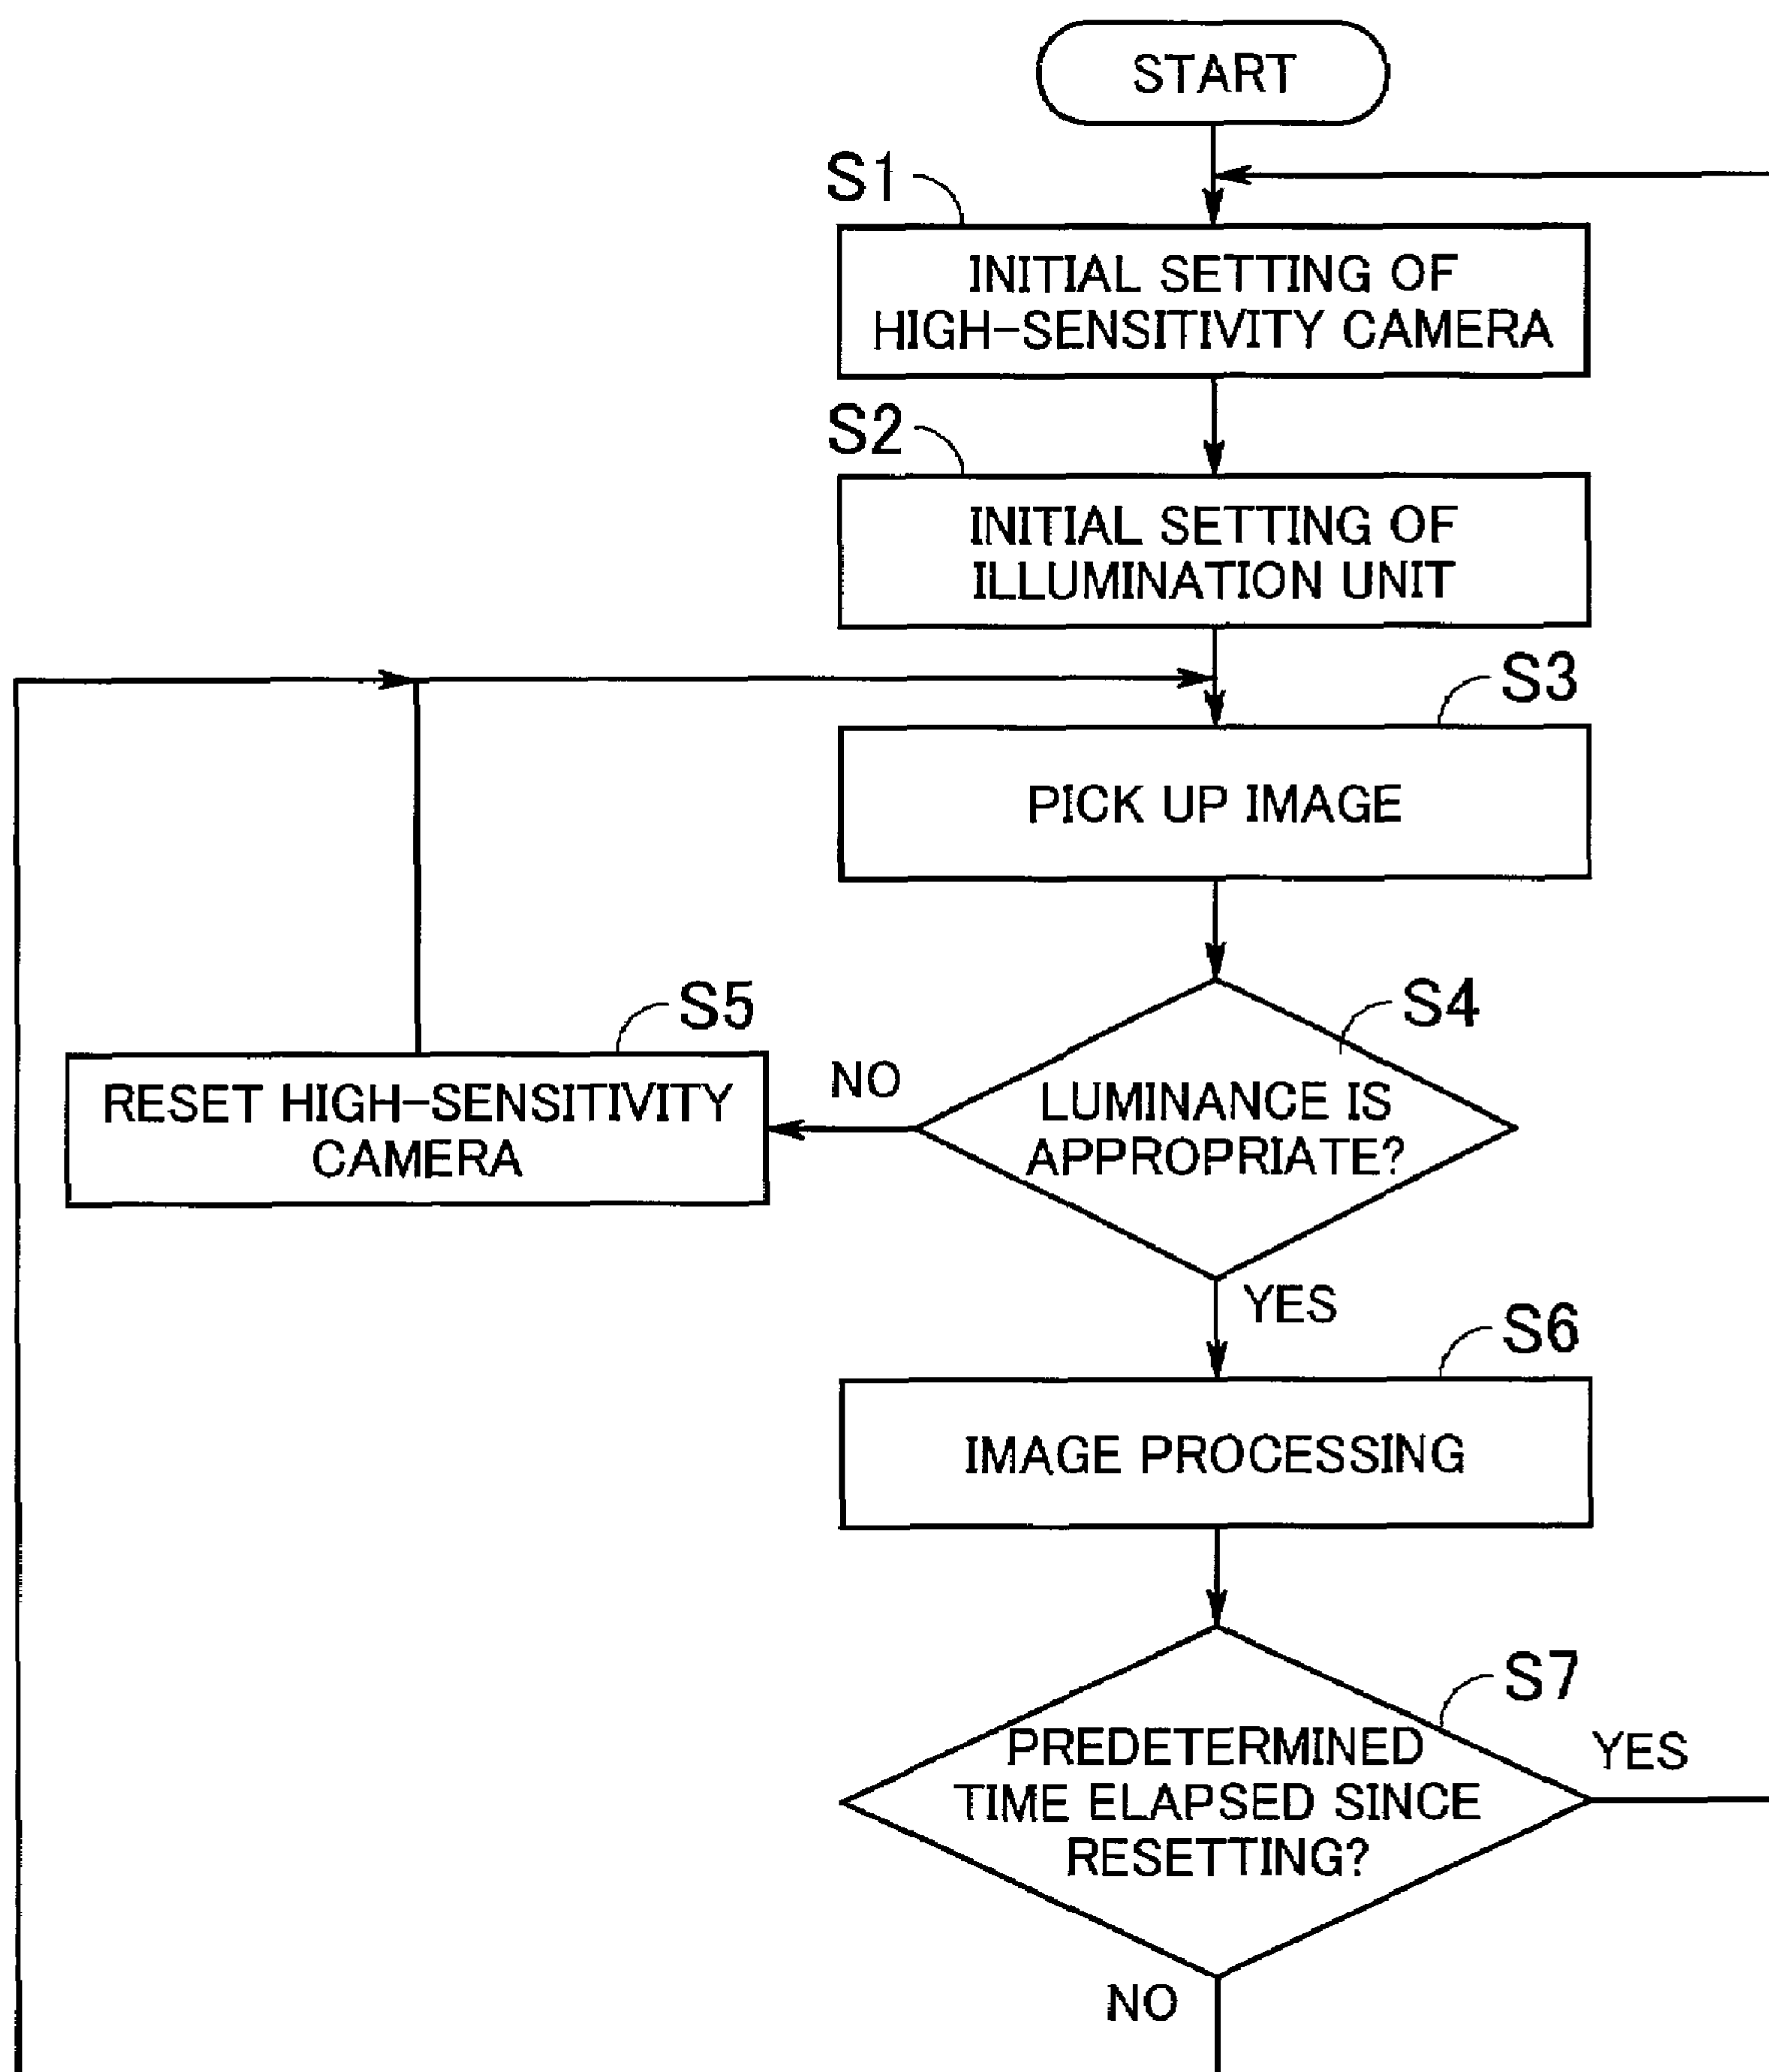 START
S1
INITIAL SETTING OF
HIGH-SENSITIVITY CAMERA
S2
INITIAL SETTING OF
ILLUMINATION UNIT
S3
PICK UP IMAGE
S4
LUMINANCE IS
APPROPRIATE?
NO
S5
RESET HIGH-SENSITIVITY
CAMERA
YES
S6
IMAGE PROCESSING
S7
PREDETERMINED
TIME ELAPSED SINCE
RESETTING?
YES
NO